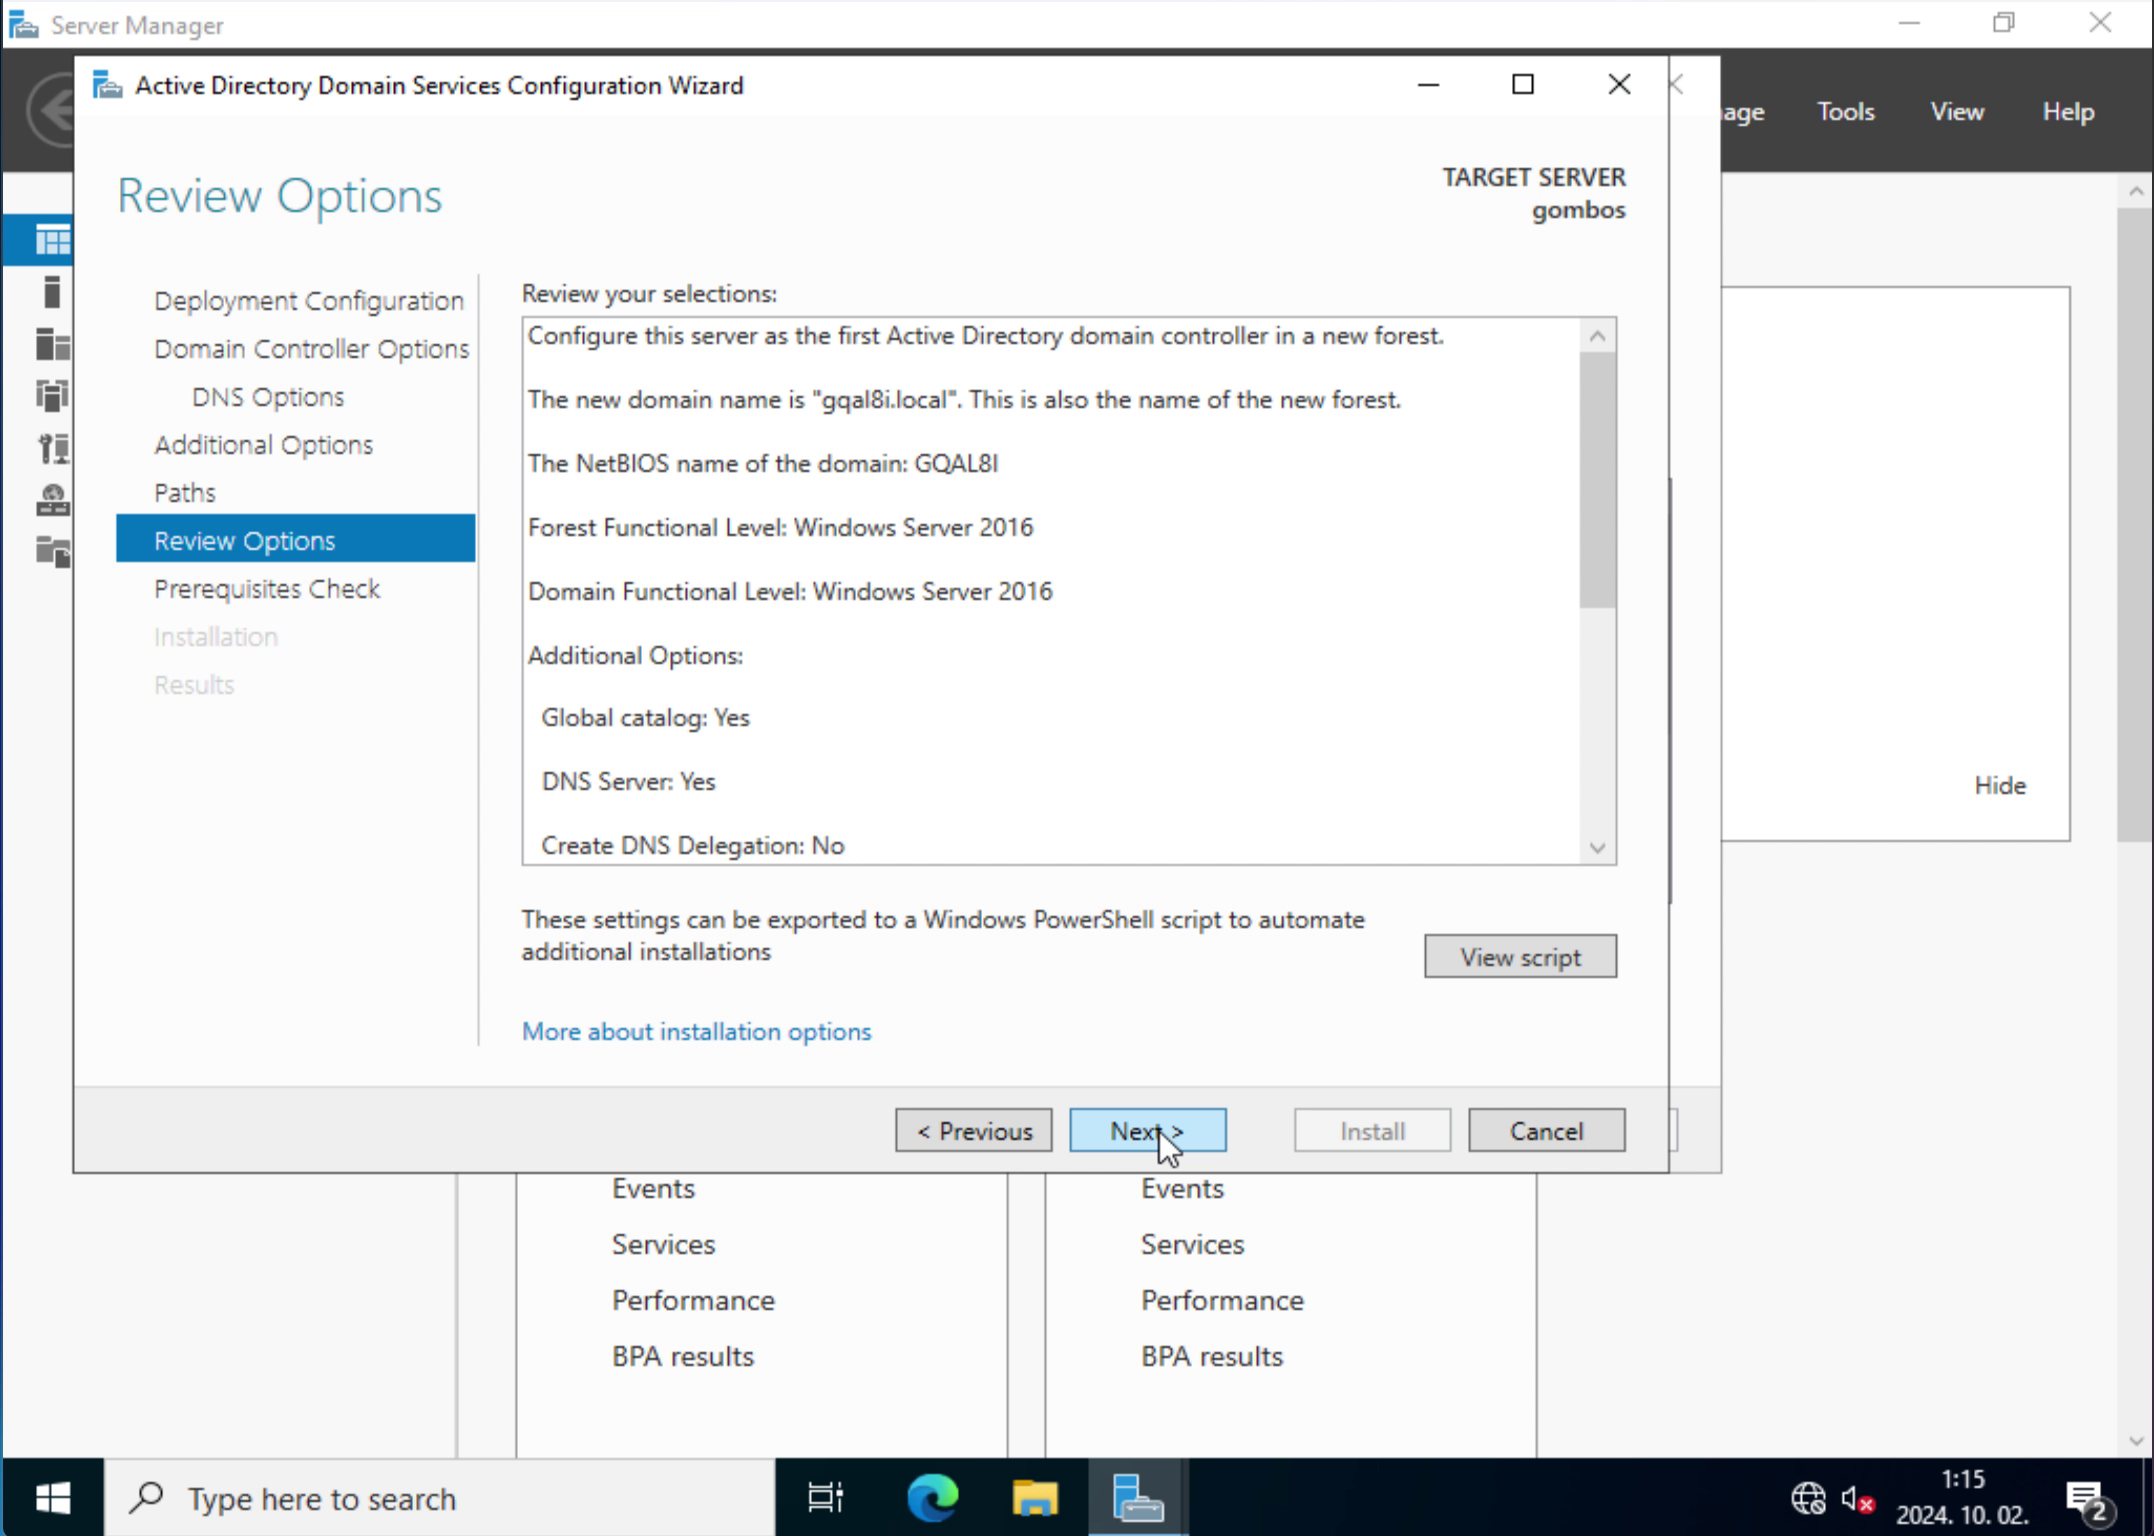 Server Manager
Active Directory Domain Services Configuration Wizard
Tools
View
Help
Review Options
TARGET SERVER
gombos
Deployment Configuration
Domain Controller Options
DNS Options
Additional Options
Paths
Review Options
Prerequisites Check
Installation
Results
Review your selections:
Configure this server as the first Active Directory domain controller in a new forest.
The new domain name is "gqal8i.local". This is also the name of the new forest.
The NetBIOS name of the domain: GQAL8I
Forest Functional Level: Windows Server 2016
Domain Functional Level: Windows Server 2016
Additional Options:
Global catalog: Yes
DNS Server: Yes
Create DNS Delegation: No
These settings can be exported to a Windows PowerShell script to automate
additional installations
View script
More about installation options
< Previous
Next >
Install
Cancel
Hide
Events
Services
Performance
BPA results
Events
Services
Performance
BPA results
Type here to search
1:15
2024. 10. 02.
2